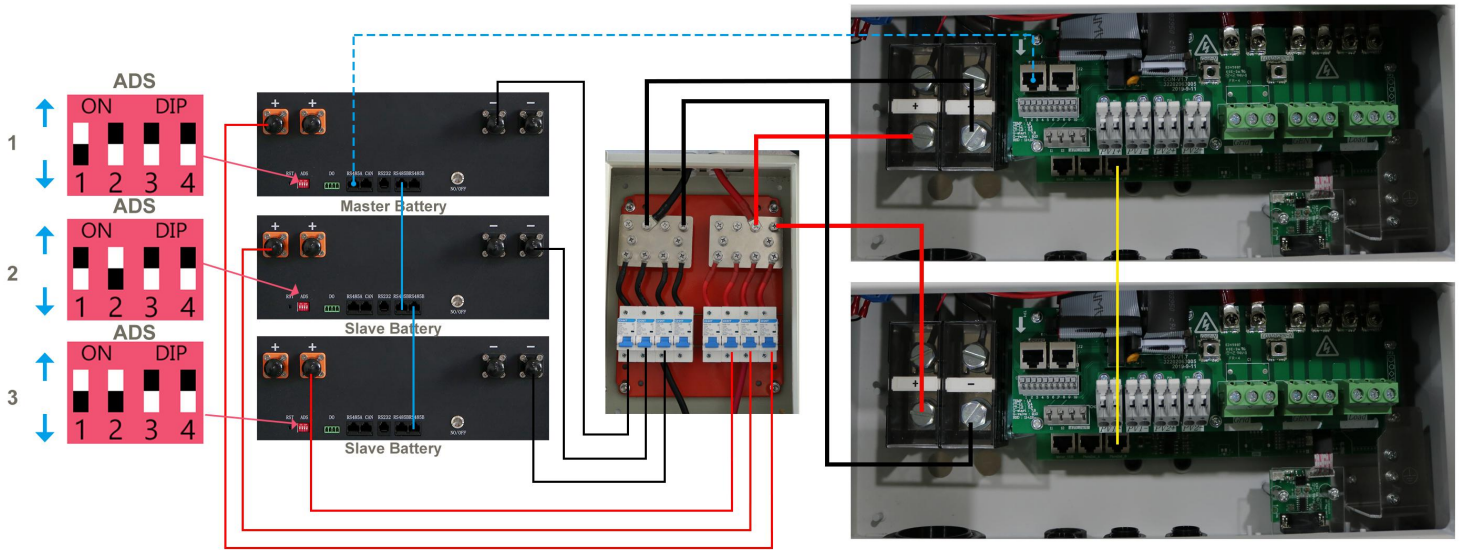 ADS
ON DIP
1
1 2 3 4
+ + − −
RST ADS DO RS485A CAN RS232 RS485B RS485B NO/OFF
Master Battery
ADS
ON DIP
2
1 2 3 4
+ + − −
RST ADS DO RS485A CAN RS232 RS485B RS485B NO/OFF
Slave Battery
ADS
ON DIP
3
1 2 3 4
+ + − −
RST ADS DO RS485A CAN RS232 RS485B RS485B NO/OFF
Slave Battery
+ −
+ −